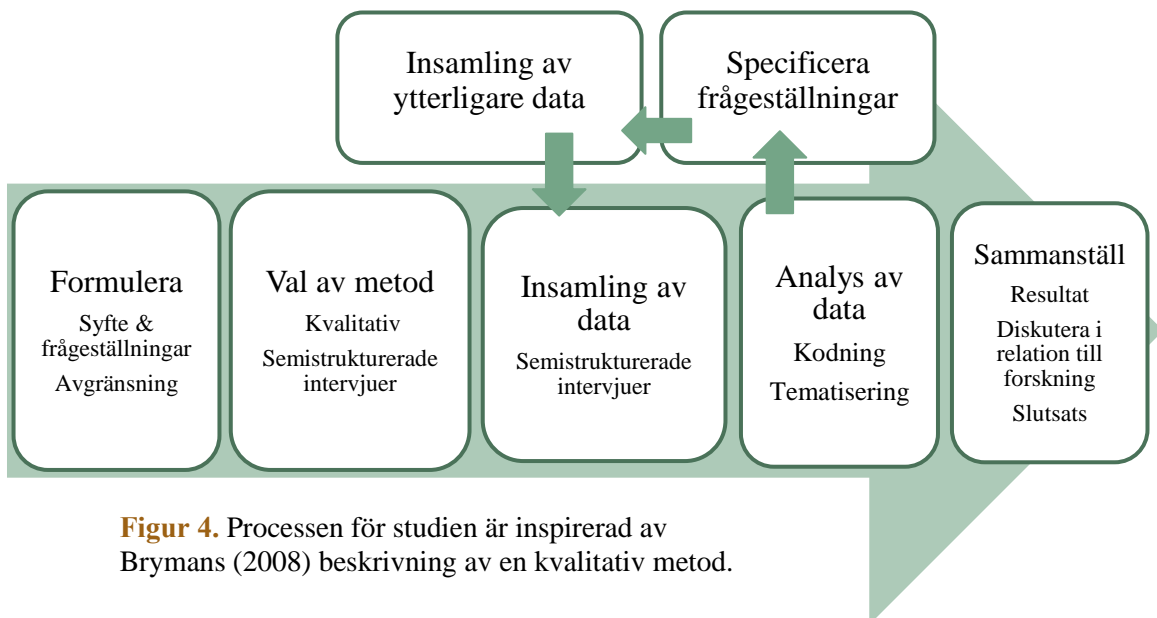 Insamling av
ytterligare data
Specificera
frågeställningar
Formulera
Syfte &
frågeställningar
Avgränsning
Val av metod
Kvalitativ
Semistrukturerade
intervjuer
Insamling av
data
Semistrukturerade
intervjuer
Analys av
data
Kodning
Tematisering
Sammanställ
Resultat
Diskutera i
relation till
forskning
Slutsats
Figur 4. Processen för studien är inspirerad av
Brymans (2008) beskrivning av en kvalitativ metod.